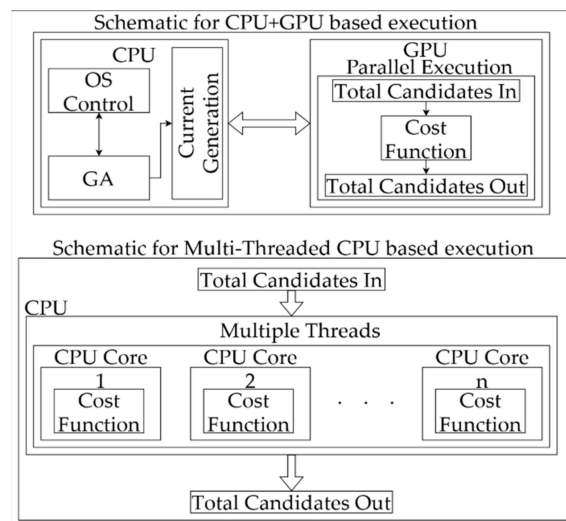 Schematic for CPU+GPU based execution
CPU
OS
Control
GA
Current
Generation
GPU
Parallel Execution
Total Candidates In
Cost
Function
Total Candidates Out
Schematic for Multi-Threaded CPU based execution
Total Candidates In
CPU
Multiple Threads
CPU Core
1
Cost
Function
CPU Core
2
Cost
Function
. . .
CPU Core
n
Cost
Function
Total Candidates Out